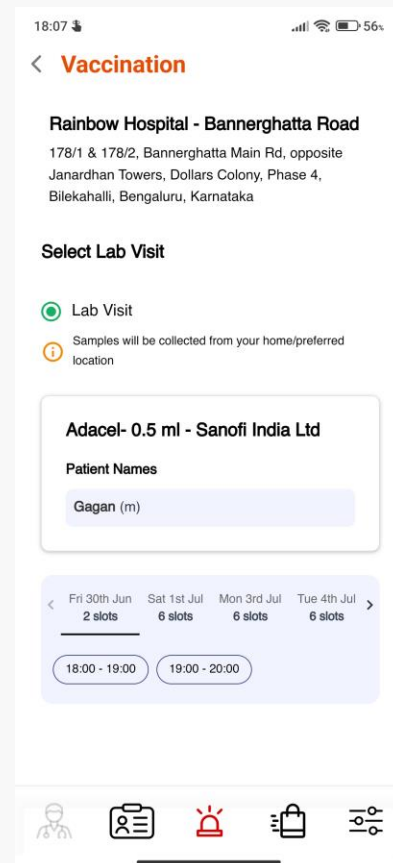 18:07
56%
Vaccination
Rainbow Hospital - Bannerghatta Road
178/1 & 178/2, Bannerghatta Main Rd, opposite
Janardhan Towers, Dollars Colony, Phase 4,
Bilekahalli, Bengaluru, Karnataka
Select Lab Visit
Lab Visit
Samples will be collected from your home/preferred
location
Adacel- 0.5 ml - Sanofi India Ltd
Patient Names
Gagan (m)
Fri 30th Jun Sat 1st Jul Mon 3rd Jul Tue 4th Jul
2 slots 6 slots 6 slots 6 slots
18:00 - 19:00 19:00 - 20:00